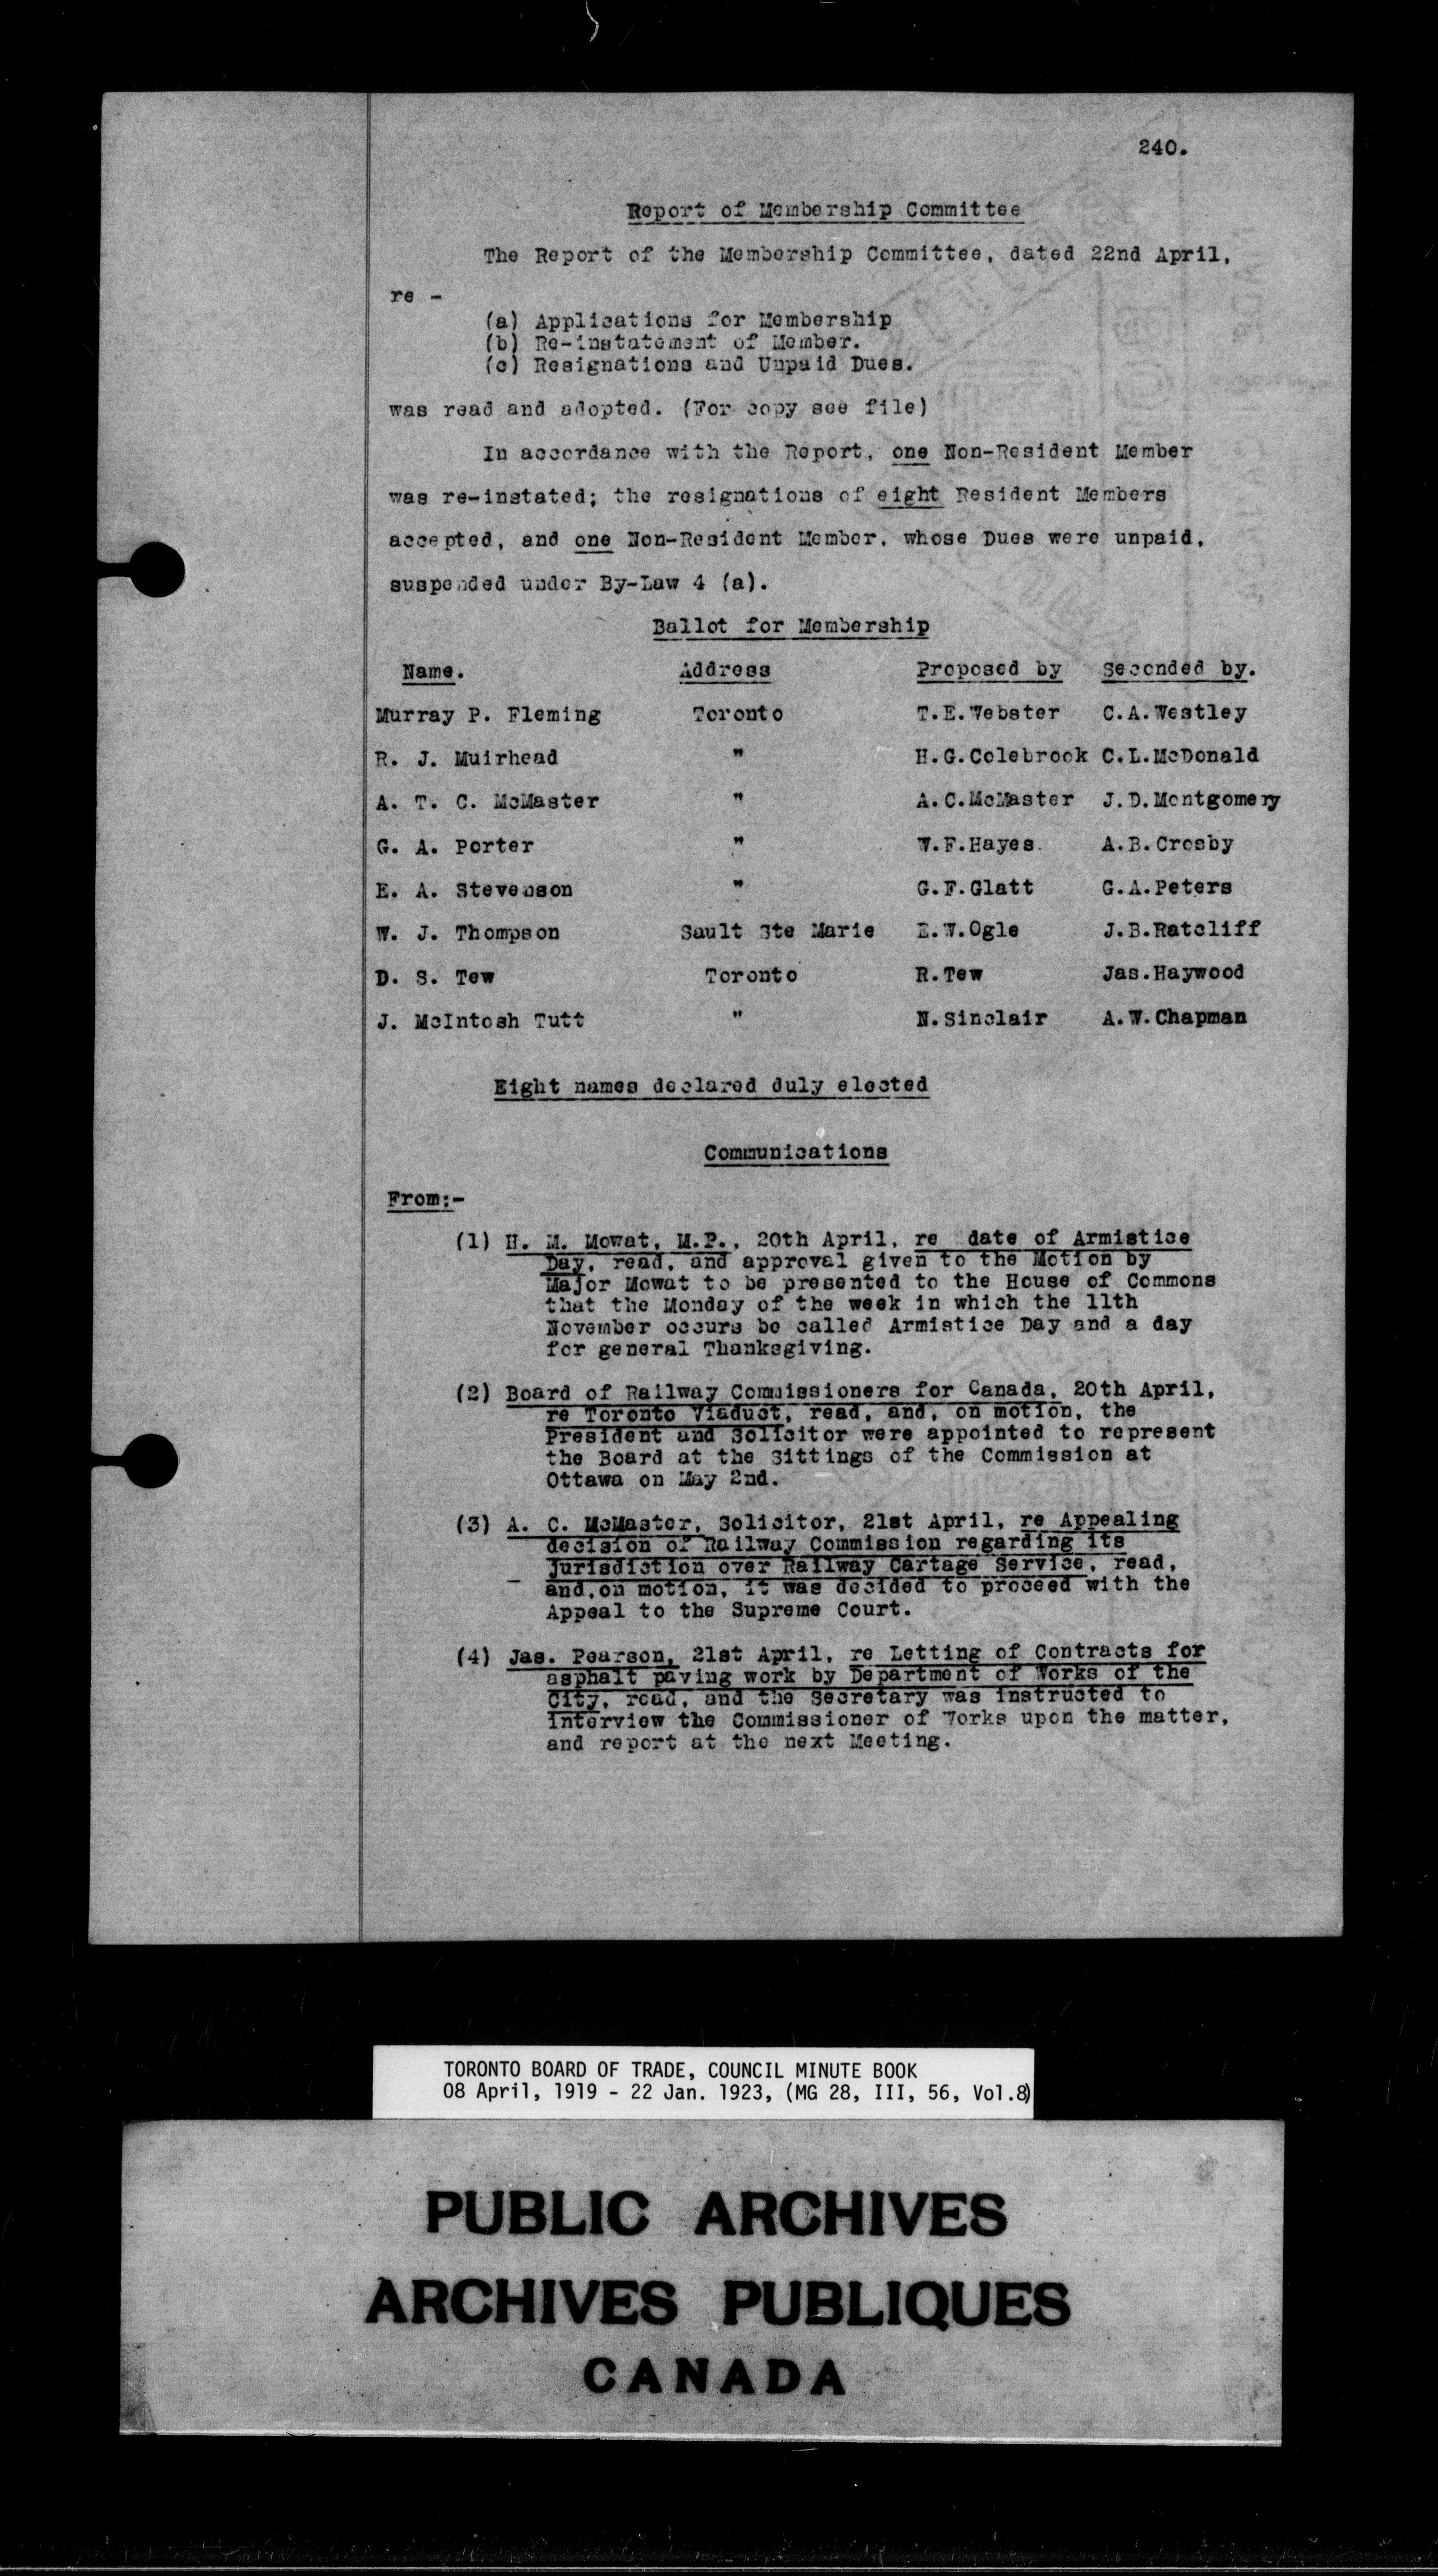 240.
Report of Membership Committee
The Report of the Membership Committee, dated 22nd April,
re -
(a) Applications for Membership
(b) Re-instatement of Member.
(c) Resignations and Unpaid Dues.
was read and adopted. (For copy see file)
In accordance with the Report, one Non-Resident Member
was re-instated; the resignations of eight Resident Members
accepted, and one Non-Resident Member, whose Dues were unpaid,
suspended under By-Law 4 (a).
Ballot for Membership
Name. Address Proposed by Seconded by.
Murray P. Fleming Toronto T.E.Webster C.A.Westley
R. J. Muirhead " H.G.Colebrook C.L.McDonald
A. T. C. McMaster " A.C.McMaster J.D.Montgomery
G. A. Porter " W.F.Hayes. A.B.Crosby
E. A. Stevenson " G.F.Glatt G.A.Peters
W. J. Thompson Sault Ste Marie E.W.Ogle J.B.Ratcliff
D. S. Tew Toronto R.Tew Jas.Haywood
J. McIntosh Tutt " N.Sinclair A.W.Chapman
Eight names declared duly elected
Communications
From:-
(1) H. M. Mowat, M.P., 20th April, re date of Armistice
Day, read, and approval given to the Motion by
Major Mowat to be presented to the House of Commons
that the Monday of the week in which the 11th
November occurs be called Armistice Day and a day
for general Thanksgiving.
(2) Board of Railway Commissioners for Canada, 20th April,
re Toronto Viaduct, read, and, on motion, the
President and Solicitor were appointed to represent
the Board at the Sittings of the Commission at
Ottawa on May 2nd.
(3) A. C. McMaster, Solicitor, 21st April, re Appealing
decision of Railway Commission regarding its
Jurisdiction over Railway Cartage Service, read,
and,on motion, it was decided to proceed with the
Appeal to the Supreme Court.
(4) Jas. Pearson, 21st April, re Letting of Contracts for
asphalt paving work by Department of Works of the
City, read, and the Secretary was instructed to
Interview the Commissioner of Works upon the matter,
and report at the next Meeting.
TORONTO BOARD OF TRADE, COUNCIL MINUTE BOOK
08 April, 1919 - 22 Jan. 1923, (MG 28, III, 56, Vol.8)
PUBLIC ARCHIVES
ARCHIVES PUBLIQUES
CANADA